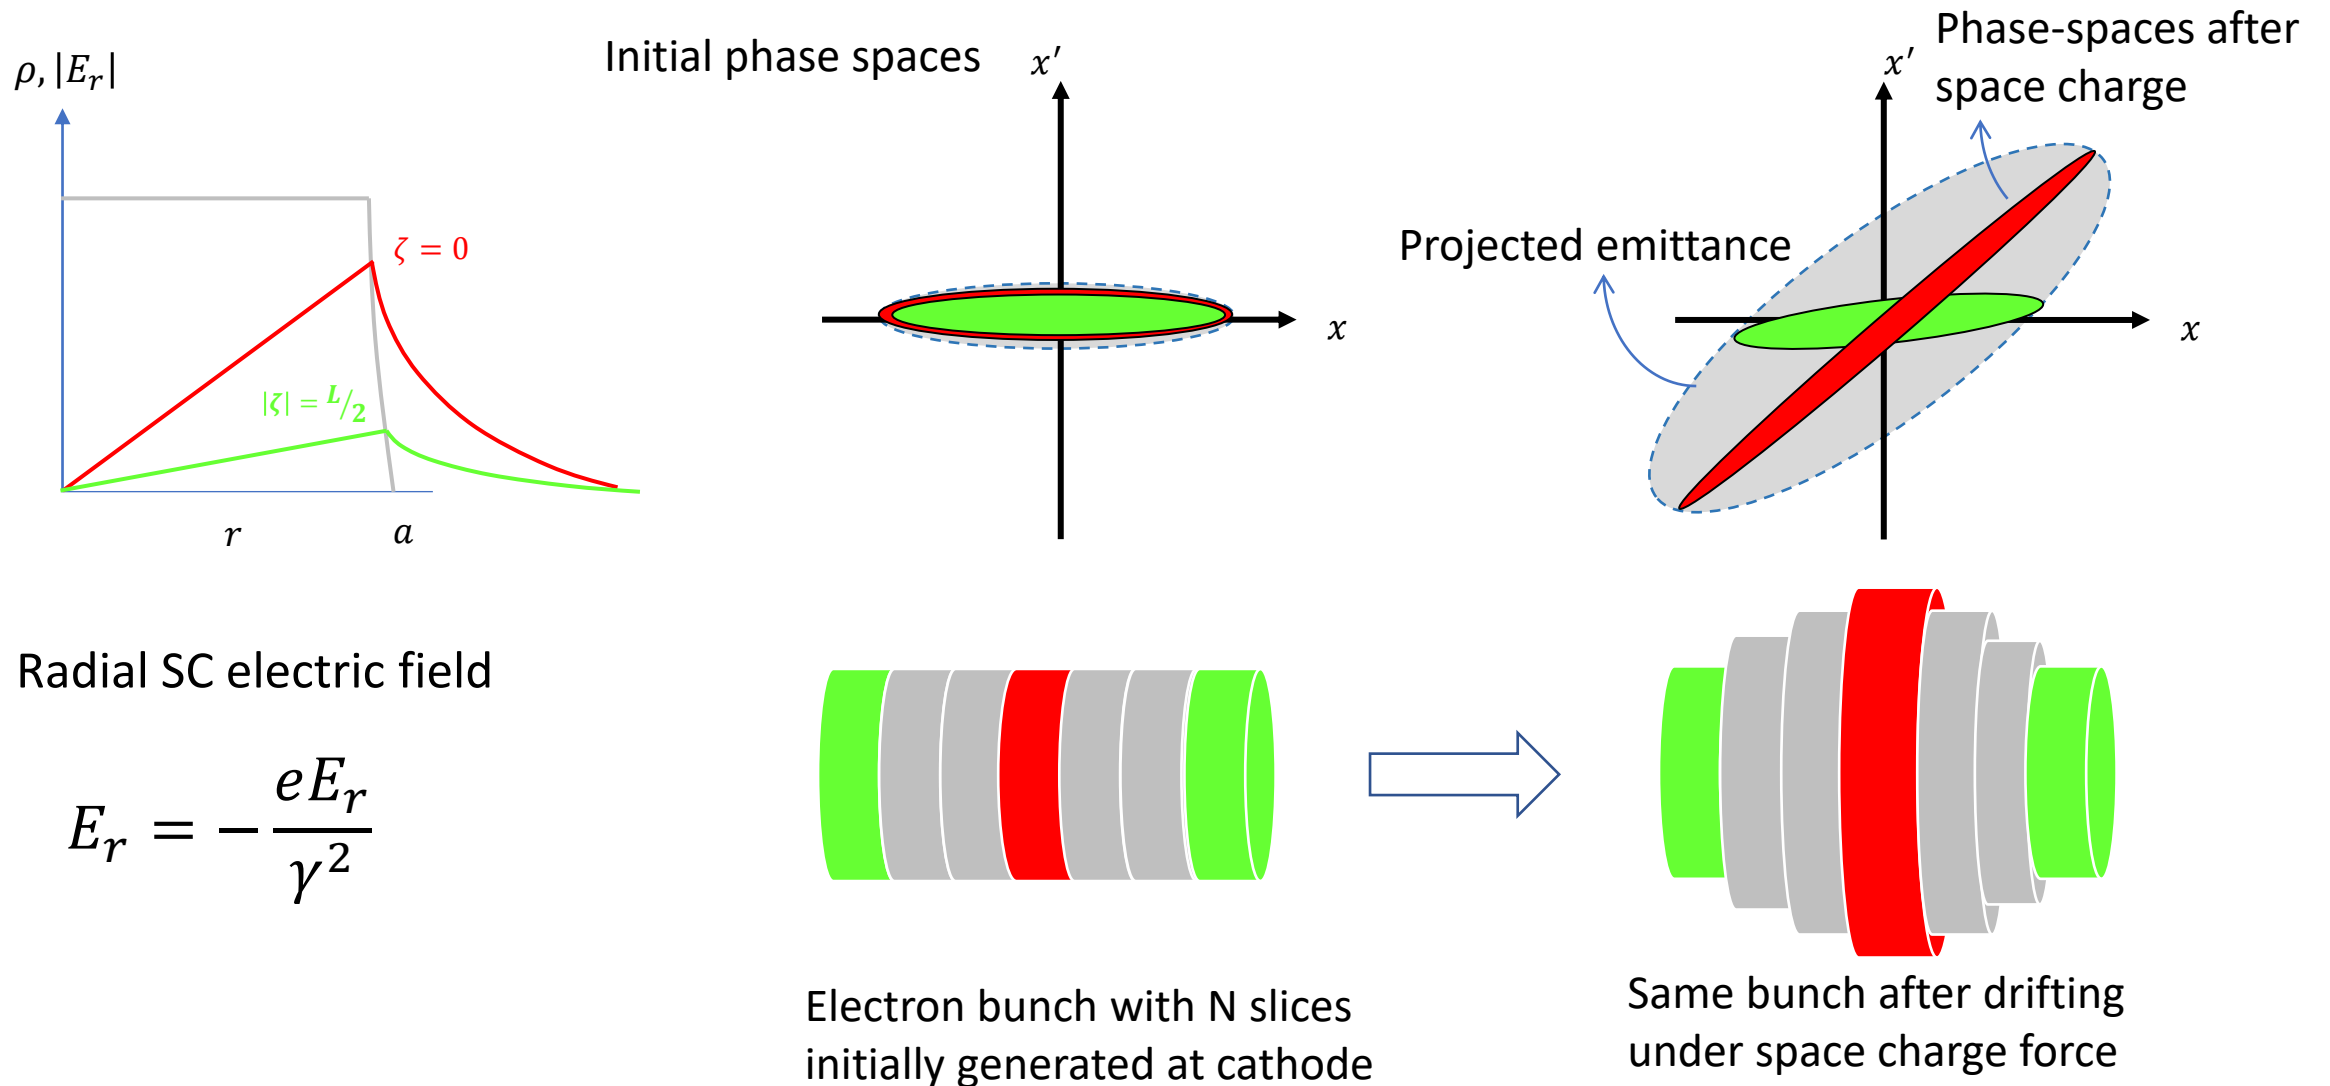 ρ, |E_r|
ζ = 0
|ζ| = L/2
r
a
Radial SC electric field
E_r = − eE_r / γ²
Initial phase spaces
x′
x
Electron bunch with N slices
initially generated at cathode
Phase-spaces after
space charge
x′
Projected emittance
x
Same bunch after drifting
under space charge force